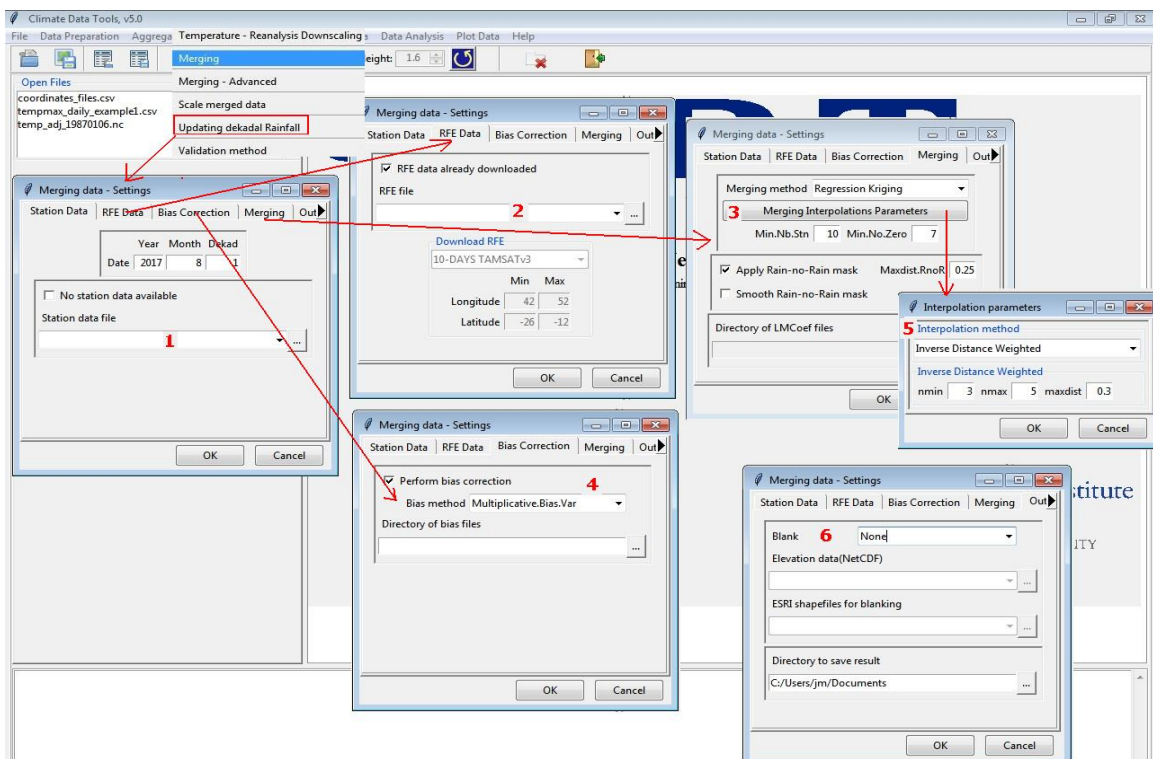 Climate Data Tools, v5.0
File Data Preparation Aggrega Temperature - Reanalysis Downscaling s Data Analysis Plot Data Help
eight: 1.6
Merging
Merging - Advanced
Scale merged data
Updating dekadal Rainfall
Validation method
Open Files
coordinates_files.csv
tempmax_daily_example1.csv
temp_adj_19870106.nc
Merging data - Settings
Station Data RFE Data Bias Correction Merging Out
Year Month Dekad
Date 2017 8 1
No station data available
Station data file
1
...
OK Cancel
Merging data - Settings
Station Data RFE Data Bias Correction Merging Out
RFE data already downloaded
RFE file
2
...
Download RFE
10-DAYS TAMSATv3
Min Max
Longitude 42 52
Latitude -26 -12
OK Cancel
Merging data - Settings
Station Data RFE Data Bias Correction Merging Out
Merging method Regression Kriging
3 Merging Interpolations Parameters
Min.Nb.Stn 10 Min.No.Zero 7
Apply Rain-no-Rain mask Maxdist.RnoR 0.25
Smooth Rain-no-Rain mask
Directory of LMCoef files
OK
Interpolation parameters
5 Interpolation method
Inverse Distance Weighted
Inverse Distance Weighted
nmin 3 nmax 5 maxdist 0.3
OK Cancel
Merging data - Settings
Station Data RFE Data Bias Correction Merging Out
Perform bias correction
4
Bias method Multiplicative.Bias.Var
Directory of bias files
...
OK Cancel
Merging data - Settings
Station Data RFE Data Bias Correction Merging Out
Blank 6 None
Elevation data(NetCDF)
...
ESRI shapefiles for blanking
...
Directory to save result
C:/Users/jm/Documents
...
OK Cancel
stitute
ITY